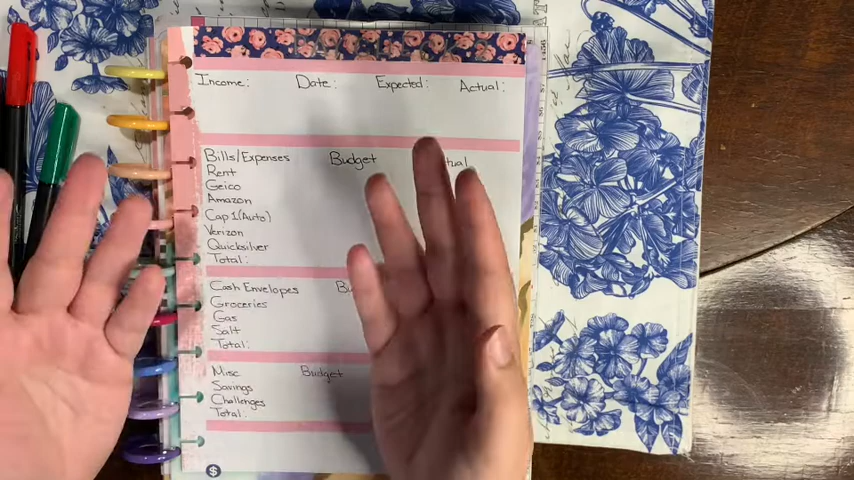 Income: Date: Expected: Actual:
Bills/Expenses Budget
Rent
Geico
Amazon
Cap 1 (Auto)
Verizon
Quicksilver
Total:
Cash Envelopes
Groceries
Gas
Salt
Total:
Misc Budget
Savings
Challenges
Total:
$